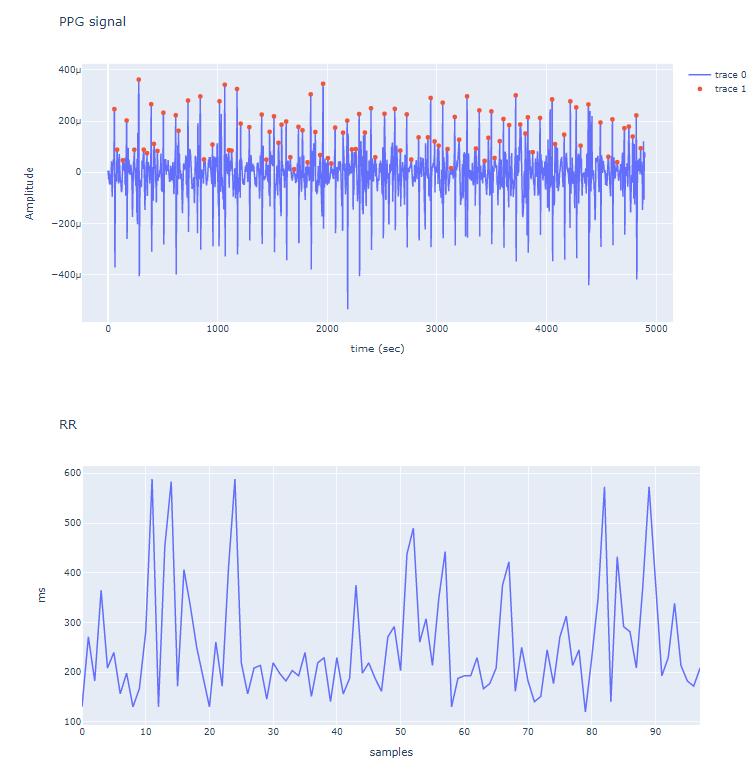 PPG signal
400μ
200μ
0
−200μ
−400μ
Amplitude
0
1000
2000
3000
4000
5000
time (sec)
trace 0
trace 1
RR
600
500
400
300
200
100
ms
0
10
20
30
40
50
60
70
80
90
samples